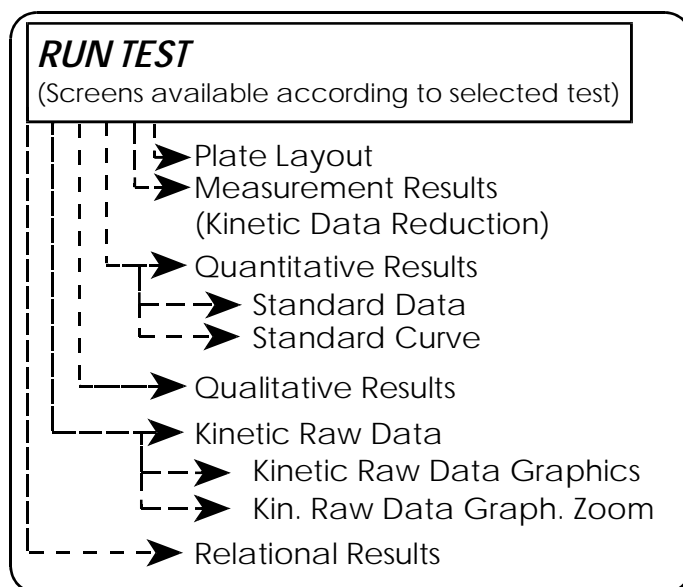 RUN TEST
(Screens available according to selected test)
Plate Layout
Measurement Results
(Kinetic Data Reduction)
Quantitative Results
Standard Data
Standard Curve
Qualitative Results
Kinetic Raw Data
Kinetic Raw Data Graphics
Kin. Raw Data Graph. Zoom
Relational Results